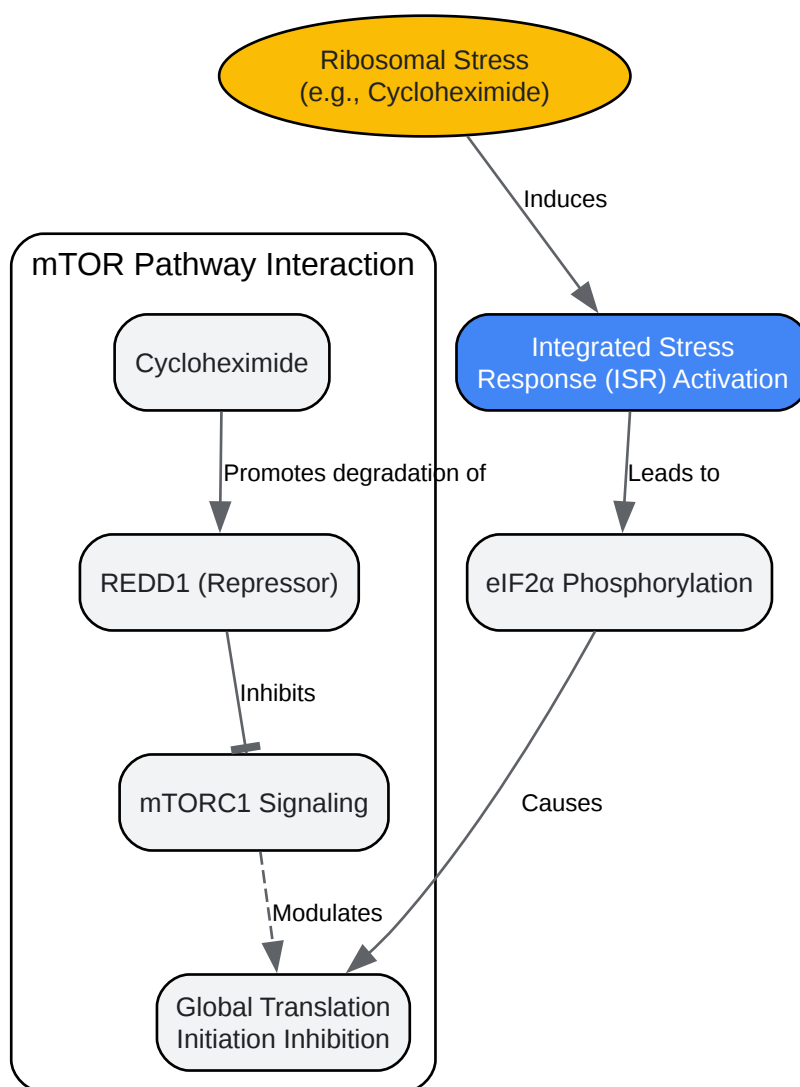 Ribosomal Stress
(e.g., Cycloheximide)
Induces
mTOR Pathway Interaction
Cycloheximide
Integrated Stress
Response (ISR) Activation
Promotes degradation of
Leads to
REDD1 (Repressor)
eIF2α Phosphorylation
Inhibits
mTORC1 Signaling
Causes
Modulates
Global Translation
Initiation Inhibition